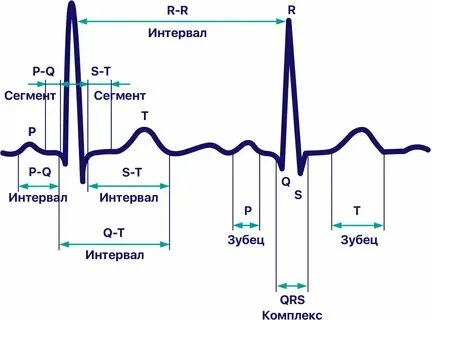 R-R
Интервал
R
P-Q
Сегмент
S-T
Сегмент
P
T
P-Q
Интервал
S-T
Интервал
Q-T
Интервал
Q
S
P
Зубец
T
Зубец
QRS
Комплекс